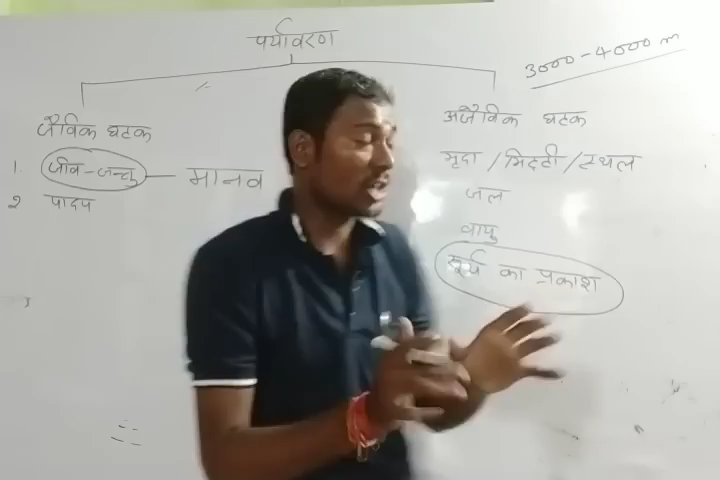 पर्यावरण
3000-4000 m
जैविक घटक
1. जीव-जन्तु — मानव
2 पादप
अजैविक घटक
मृदा/मिट्टी/स्थल
जल
वायु
सूर्य का प्रकाश